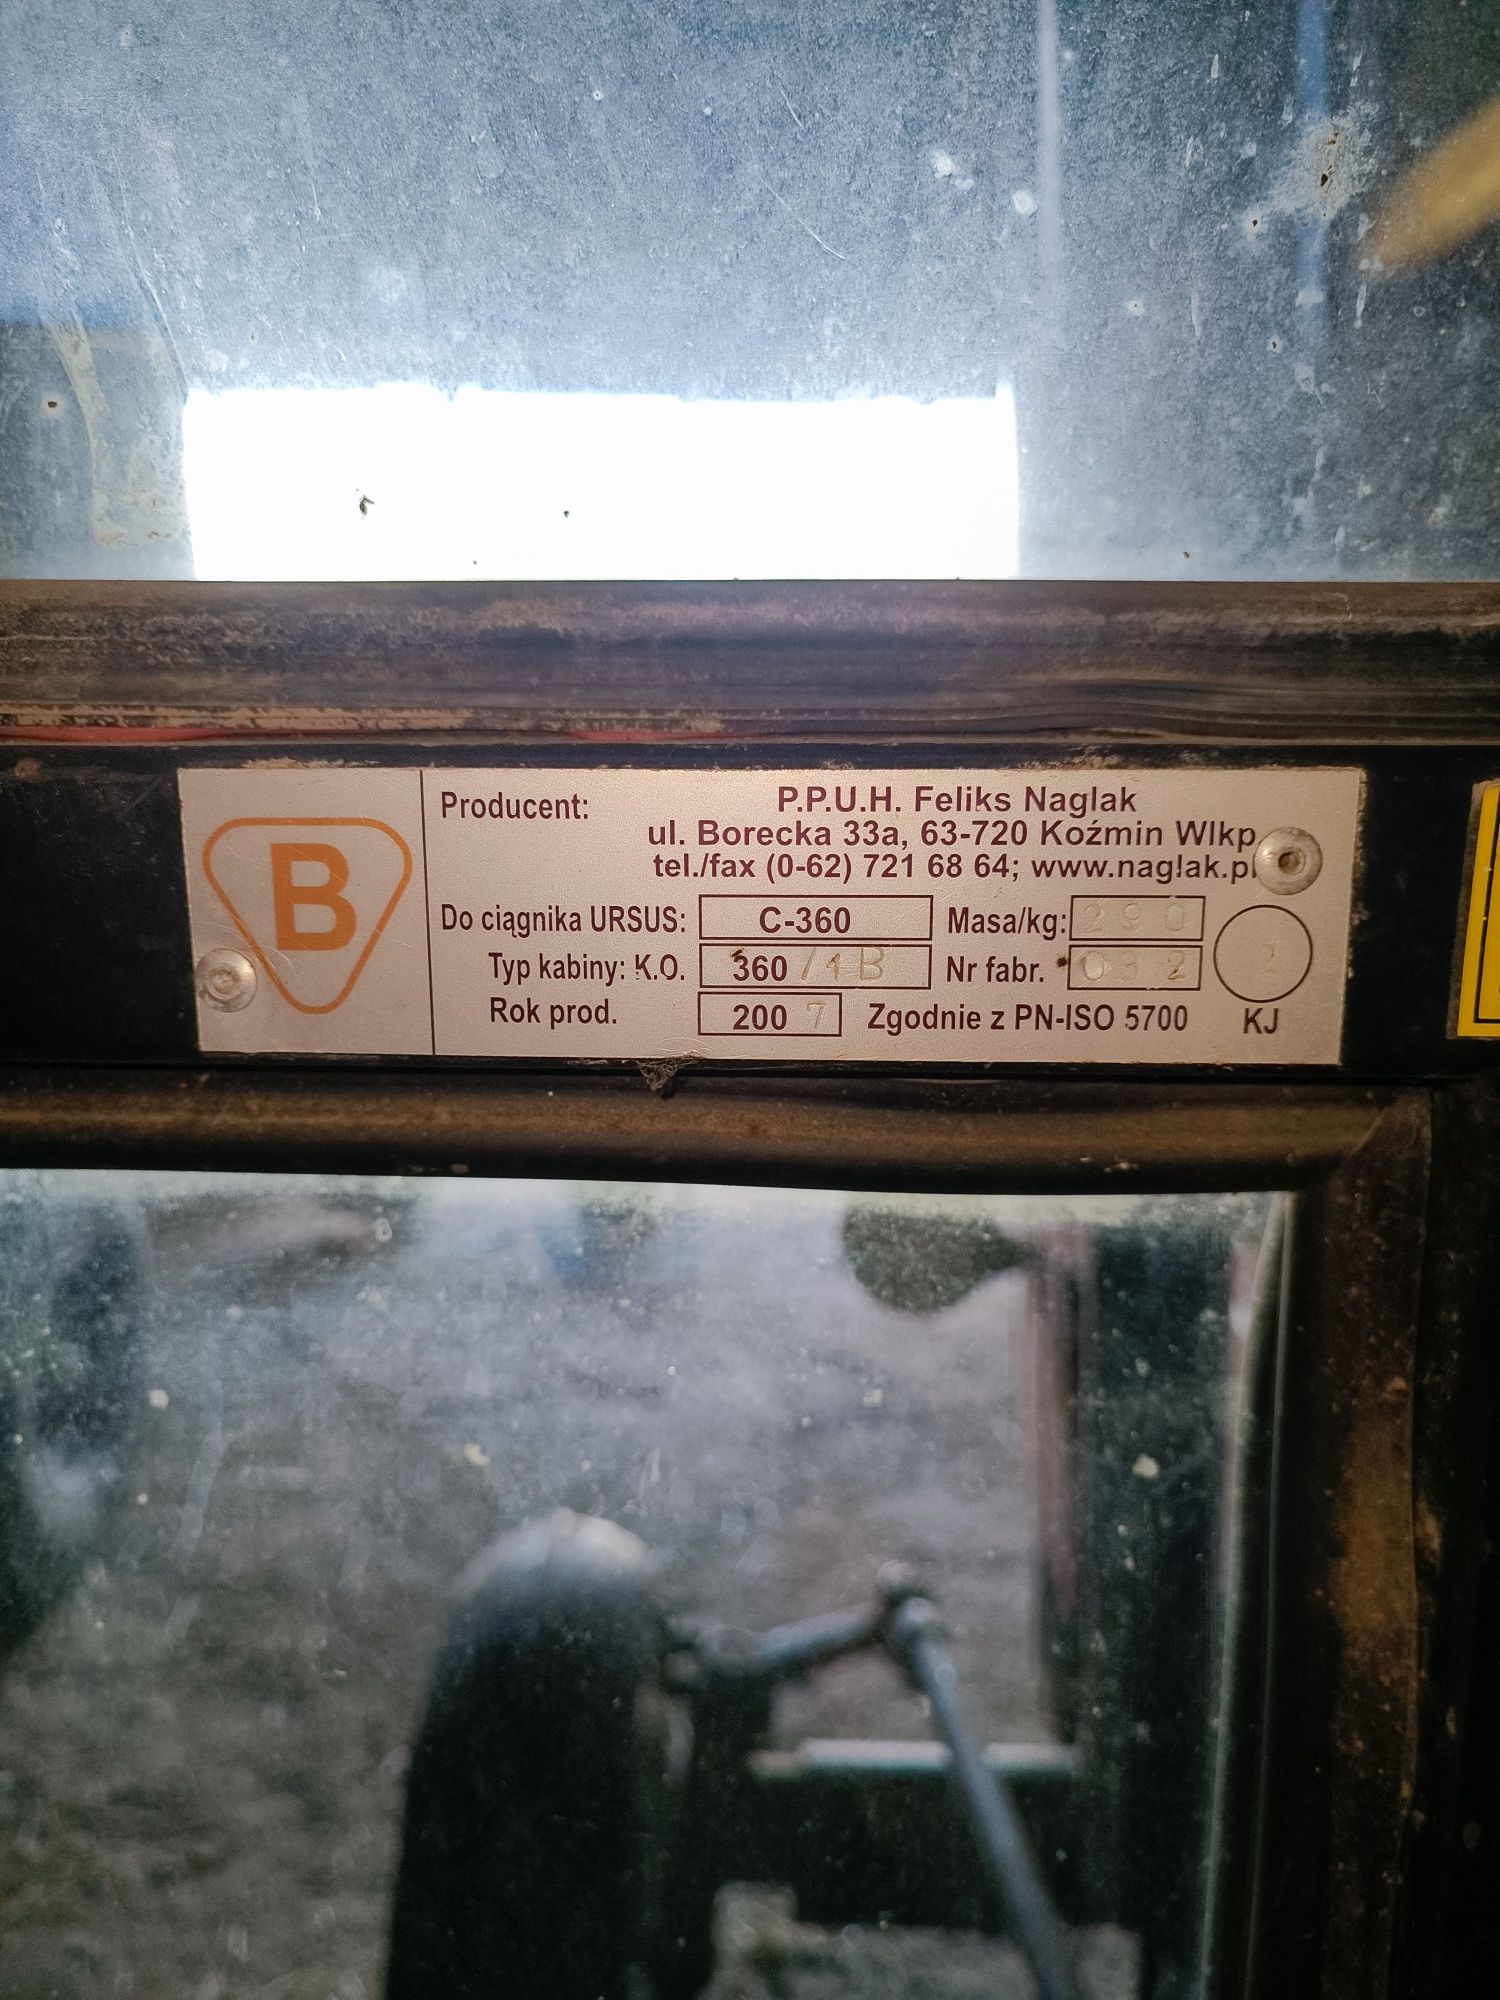 B
Producent: P.P.U.H. Feliks Naglak
ul. Borecka 33a, 63-720 Koźmin Wlkp.
tel./fax (0-62) 721 68 64; www.naglak.pl
Do ciągnika URSUS: C-360 Masa/kg: 290
Typ kabiny: K.O. 360/1B Nr fabr. 032
Rok prod. 2007 Zgodnie z PN-ISO 5700
2
KJ